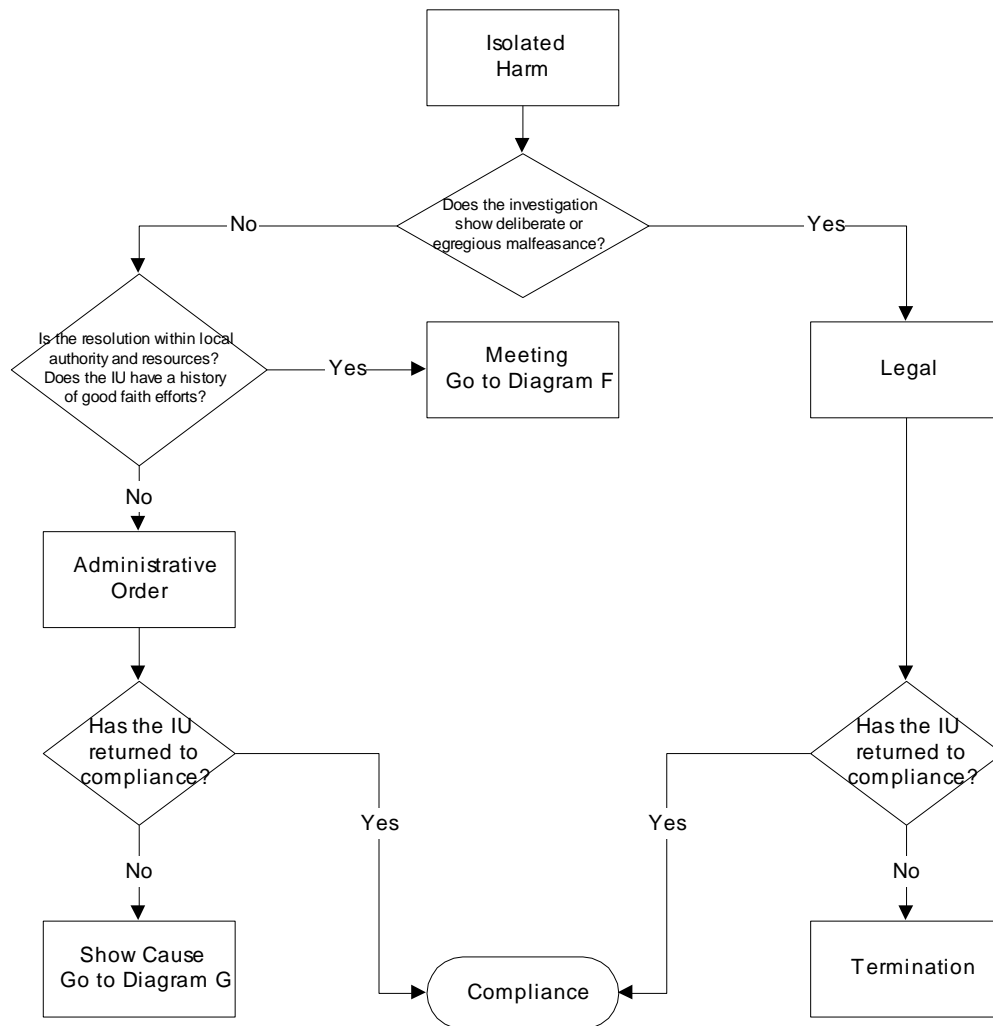 Isolated
Harm
Does the investigation
show deliberate or
egregious malfeasance?
No
Yes
Is the resolution within local
authority and resources?
Does the IU have a history
of good faith efforts?
Yes
Meeting
Go to Diagram F
Legal
No
Administrative
Order
Has the IU
returned to
compliance?
Has the IU
returned to
compliance?
Yes
Yes
No
No
Show Cause
Go to Diagram G
Compliance
Termination